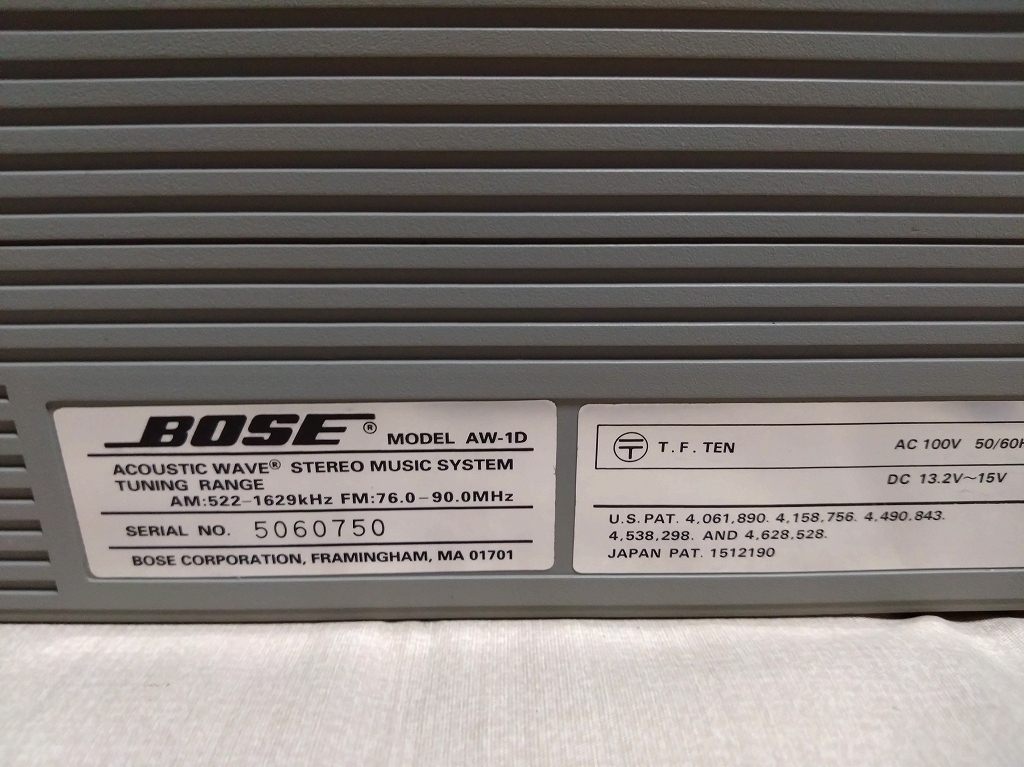 BOSE® MODEL AW-1D
ACOUSTIC WAVE® STEREO MUSIC SYSTEM
TUNING RANGE
AM:522-1629kHz FM:76.0-90.0MHz
SERIAL NO. 5060750
BOSE CORPORATION, FRAMINGHAM, MA 01701
T.F. TEN AC 100V 50/60H
DC 13.2V~15V
U.S. PAT. 4,061,890. 4,158,756. 4,490,843.
4,538,298. AND 4,628,528.
JAPAN PAT. 1512190